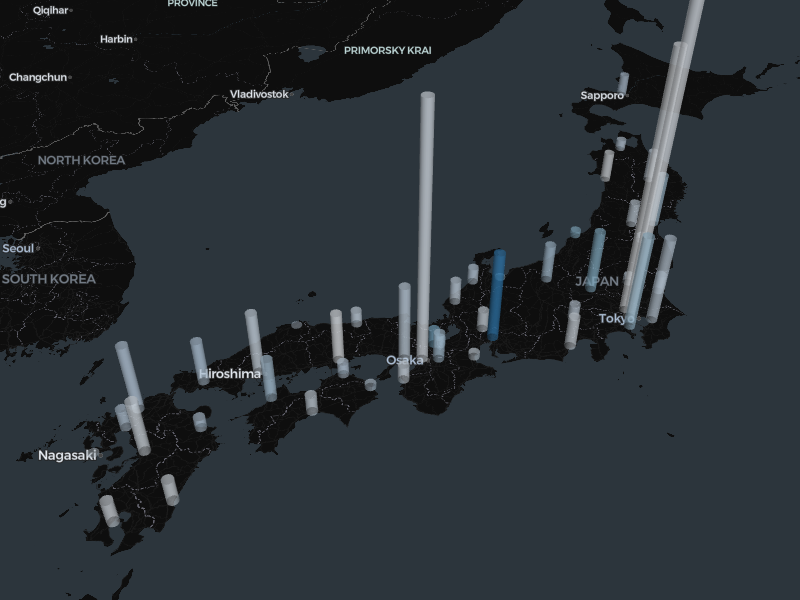 PROVINCE
Qiqihar
Harbin
PRIMORSKY KRAI
Changchun
Vladivostok
Sapporo
NORTH KOREA
g
Seoul
SOUTH KOREA
JAPAN
Tokyo
Osaka
Hiroshima
Nagasaki